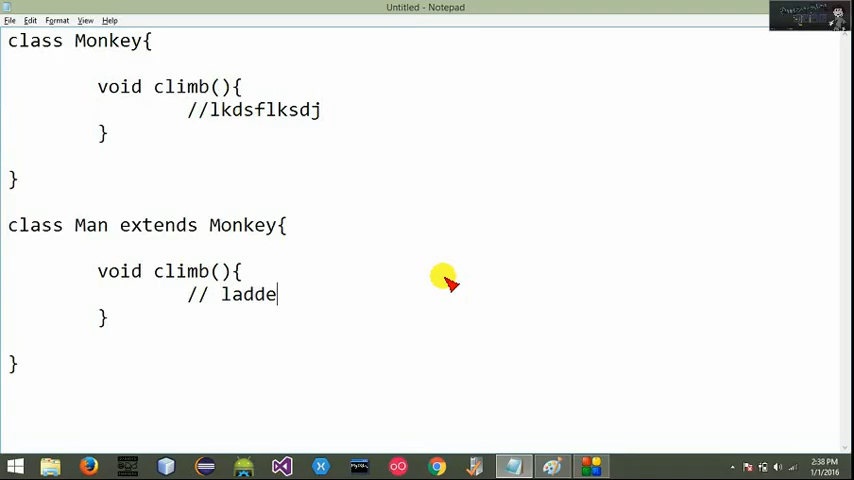 Untitled - Notepad
File Edit Format View Help
class Monkey{
void climb(){
//lkdsflksdj
}
}
class Man extends Monkey{
void climb(){
// ladde
}
}
2:38 PM
1/1/2016